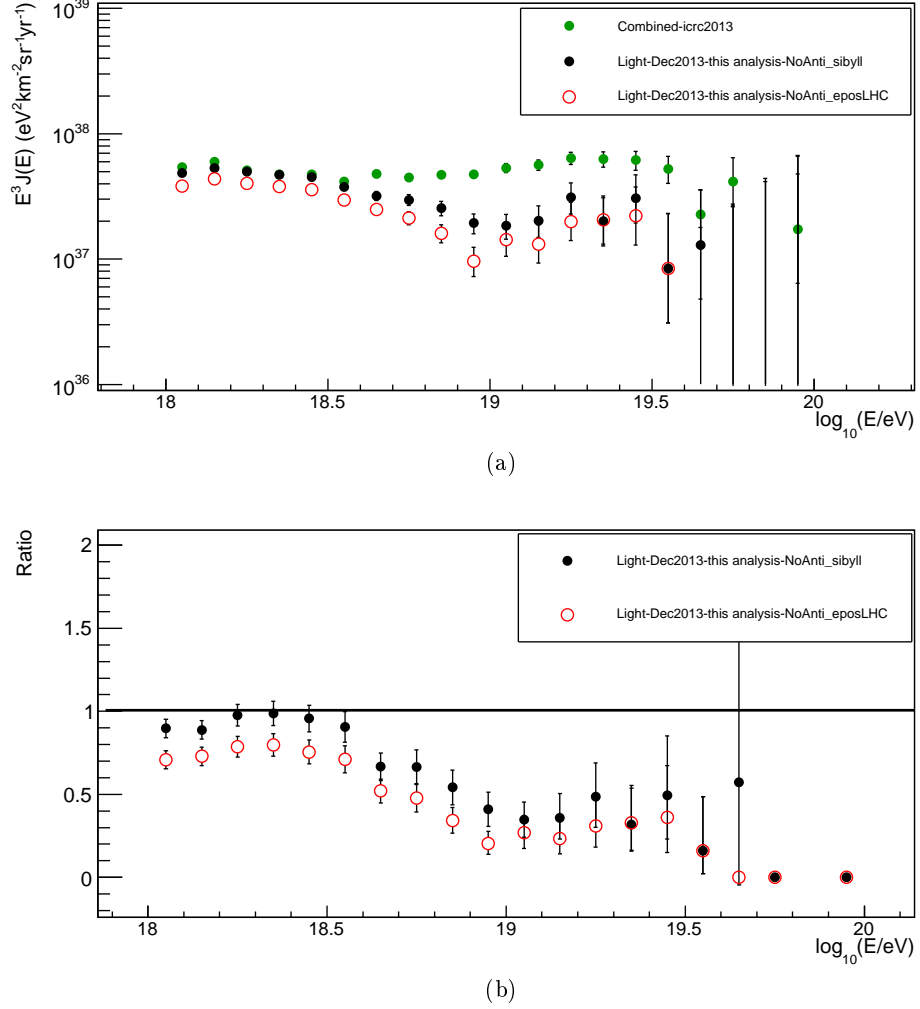 10^39
Combined-icrc2013
Light-Dec2013-this analysis-NoAnti_sibyll
Light-Dec2013-this analysis-NoAnti_eposLHC
E^3J(E) (eV^2km^-2sr^-1yr^-1)
10^38
10^37
10^36
18 18.5 19 19.5 20
log_10(E/eV)
(a)
Ratio
2
Light-Dec2013-this analysis-NoAnti_sibyll
Light-Dec2013-this analysis-NoAnti_eposLHC
1.5
1
0.5
0
18 18.5 19 19.5 20
log_10(E/eV)
(b)